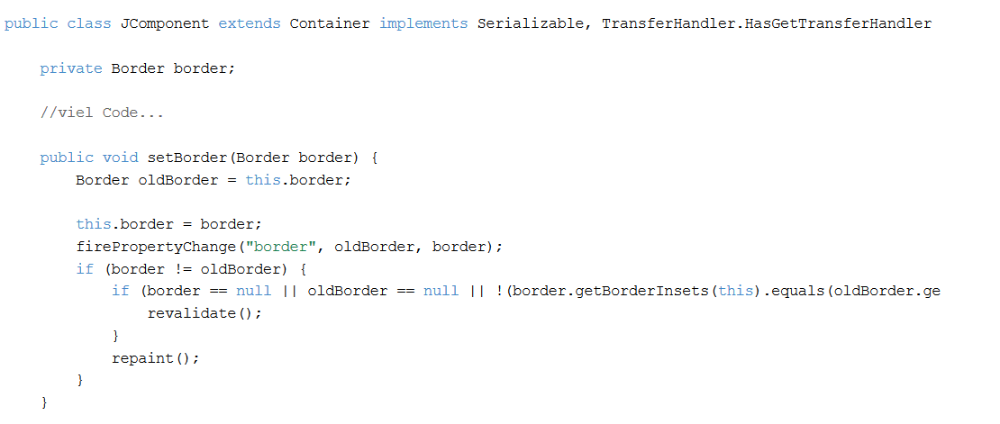 public class JComponent extends Container implements Serializable, TransferHandler.HasGetTransferHandler
private Border border;
//viel Code...
public void setBorder(Border border) {
Border oldBorder = this.border;
this.border = border;
firePropertyChange("border", oldBorder, border);
if (border != oldBorder) {
if (border == null || oldBorder == null || !(border.getBorderInsets(this).equals(oldBorder.ge
revalidate();
}
repaint();
}
}